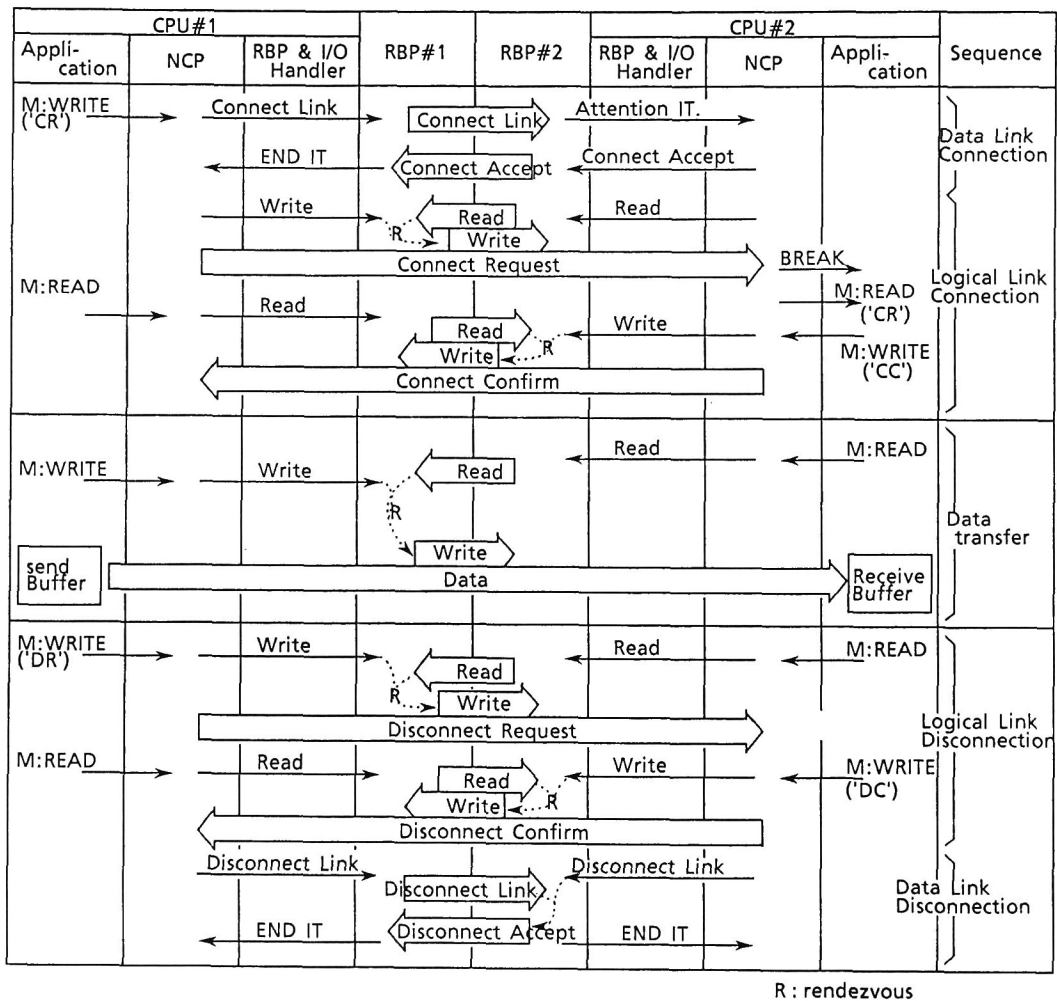 CPU#1
CPU#2
Appli-
cation
NCP
RBP & I/O
Handler
RBP#1
RBP#2
RBP & I/O
Handler
NCP
Appli-
cation
Sequence
M:WRITE
('CR')
Connect Link
Connect Link
Attention IT.
Data Link
Connection
END IT
Connect Accept
Connect Accept
Write
Read
Read
R
Write
Connect Request
BREAK
Logical Link
Connection
M:READ
M:READ
('CR')
Read
Read
Write
R
Write
M:WRITE
('CC')
Connect Confirm
M:WRITE
Write
Read
Read
M:READ
R
Data
transfer
Write
send
Buffer
Data
Receive
Buffer
M:WRITE
('DR')
Write
Read
Read
M:READ
R
Write
Disconnect Request
Logical Link
Disconnection
M:READ
Read
Read
Write
M:WRITE
('DC')
Write
R
Disconnect Confirm
Disconnect Link
Disconnect Link
Disconnect Link
Data Link
Disconnection
END IT
Disconnect Accept
END IT
R : rendezvous